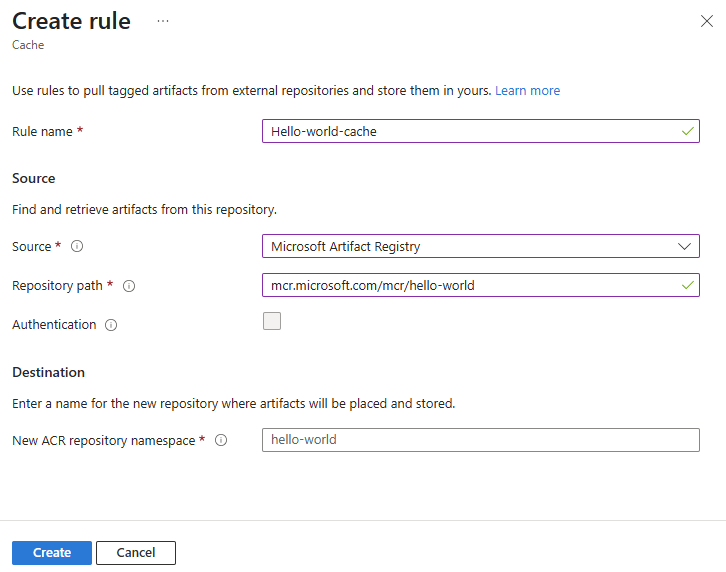 Create rule ...
Cache
Use rules to pull tagged artifacts from external repositories and store them in yours. Learn more
Rule name * Hello-world-cache
Source
Find and retrieve artifacts from this repository.
Source * Microsoft Artifact Registry
Repository path * mcr.microsoft.com/mcr/hello-world
Authentication
Destination
Enter a name for the new repository where artifacts will be placed and stored.
New ACR repository namespace * hello-world
Create Cancel